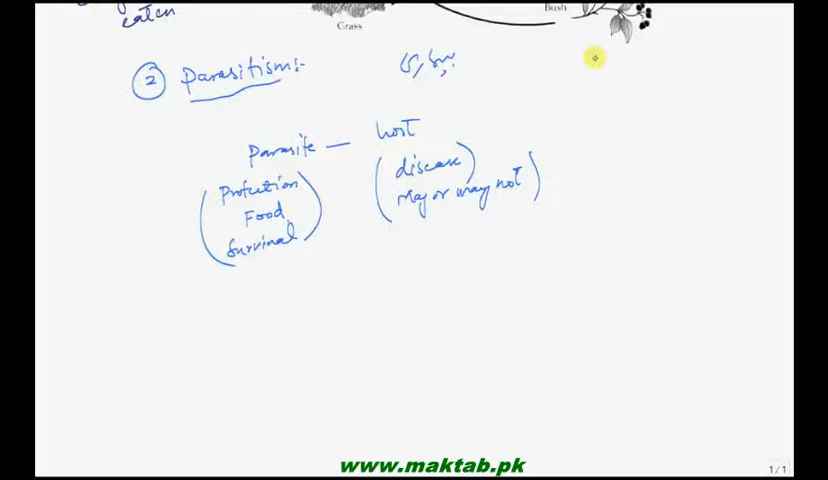 eaten
Grass
Bush
2 Parasitism:-
Parasite — host
Protection
Food
Survival
disease
May or may not
www.maktab.pk
1/1